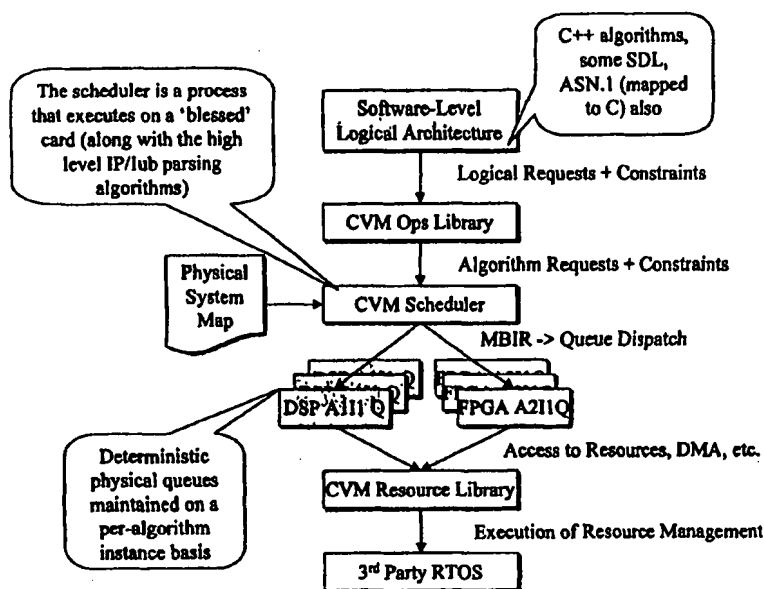 C++ algorithms,
some SDL,
ASN.1 (mapped
to C) also
The scheduler is a process
that executes on a 'blessed'
card (along with the high
level IP/Iub parsing
algorithms)
Software-Level
Logical Architecture
Logical Requests + Constraints
CVM Ops Library
Algorithm Requests + Constraints
Physical
System
Map
CVM Scheduler
MBIR -> Queue Dispatch
DSP A1I1 Q
FPGA A2I1Q
Access to Resources, DMA, etc.
Deterministic
physical queues
maintained on a
per-algorithm
instance basis
CVM Resource Library
Execution of Resource Management
3rd Party RTOS